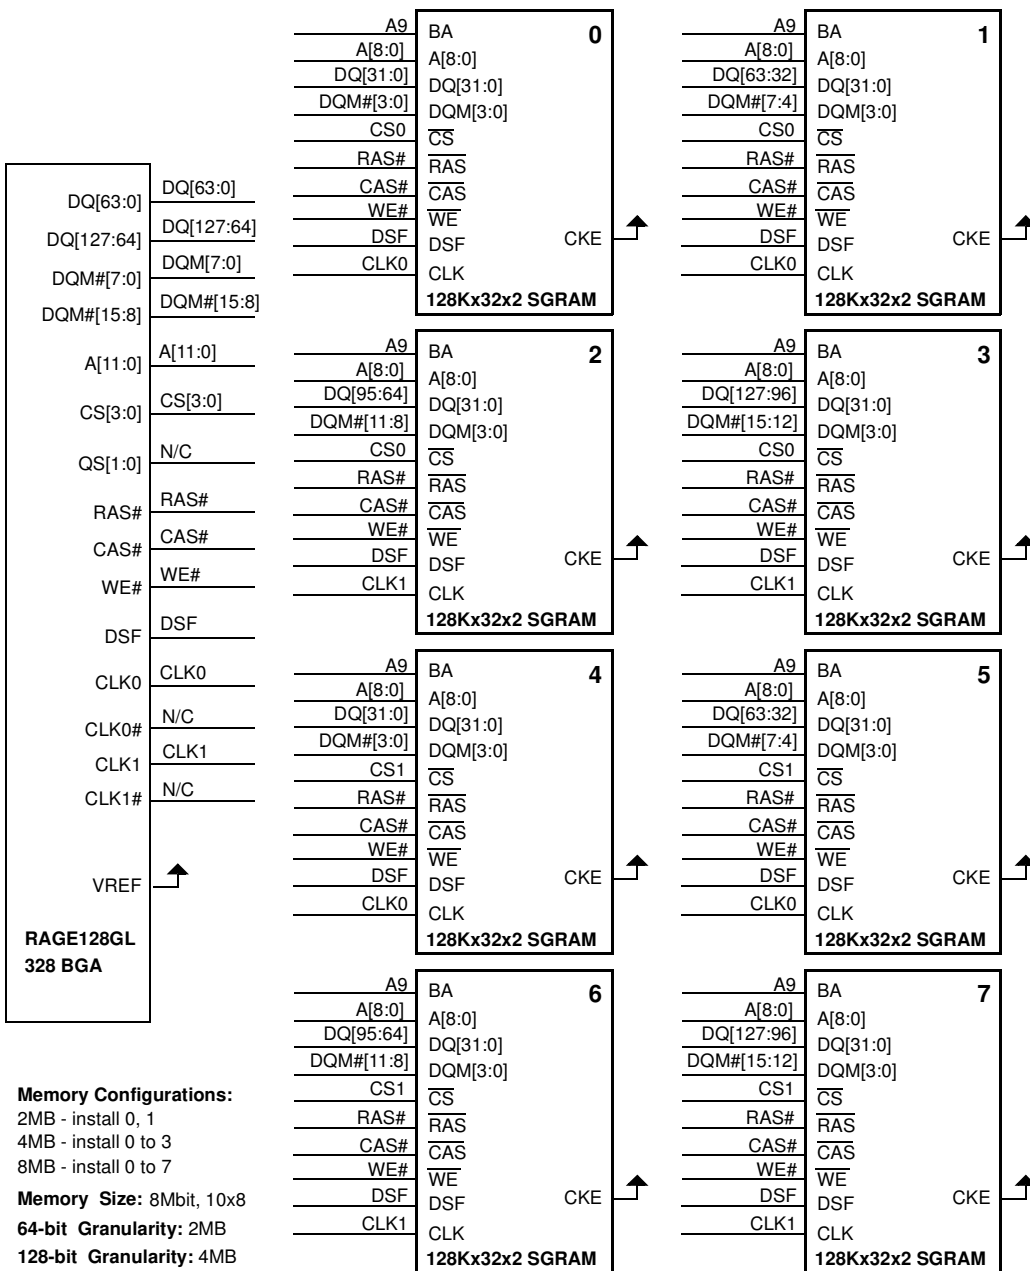 DQ[63:0] DQ[63:0]
DQ[127:64] DQ[127:64]
DQM#[7:0] DQM[7:0]
DQM#[15:8] DQM#[15:8]
A[11:0] A[11:0]
CS[3:0] CS[3:0]
QS[1:0] N/C
RAS# RAS#
CAS# CAS#
WE# WE#
DSF DSF
CLK0 CLK0
CLK0# N/C
CLK1 CLK1
CLK1# N/C
VREF
RAGE128GL
328 BGA
Memory Configurations:
2MB - install 0, 1
4MB - install 0 to 3
8MB - install 0 to 7
Memory Size: 8Mbit, 10x8
64-bit Granularity: 2MB
128-bit Granularity: 4MB
A9 BA 0
A[8:0] A[8:0]
DQ[31:0] DQ[31:0]
DQM#[3:0] DQM[3:0]
CS0 CS
RAS# RAS
CAS# CAS
WE# WE
DSF DSF CKE
CLK0 CLK
128Kx32x2 SGRAM
A9 BA 1
A[8:0] A[8:0]
DQ[63:32] DQ[31:0]
DQM#[7:4] DQM[3:0]
CS0 CS
RAS# RAS
CAS# CAS
WE# WE
DSF DSF CKE
CLK0 CLK
128Kx32x2 SGRAM
A9 BA 2
A[8:0] A[8:0]
DQ[95:64] DQ[31:0]
DQM#[11:8] DQM[3:0]
CS0 CS
RAS# RAS
CAS# CAS
WE# WE
DSF DSF CKE
CLK1 CLK
128Kx32x2 SGRAM
A9 BA 3
A[8:0] A[8:0]
DQ[127:96] DQ[31:0]
DQM#[15:12] DQM[3:0]
CS0 CS
RAS# RAS
CAS# CAS
WE# WE
DSF DSF CKE
CLK1 CLK
128Kx32x2 SGRAM
A9 BA 4
A[8:0] A[8:0]
DQ[31:0] DQ[31:0]
DQM#[3:0] DQM[3:0]
CS1 CS
RAS# RAS
CAS# CAS
WE# WE
DSF DSF CKE
CLK0 CLK
128Kx32x2 SGRAM
A9 BA 5
A[8:0] A[8:0]
DQ[63:32] DQ[31:0]
DQM#[7:4] DQM[3:0]
CS1 CS
RAS# RAS
CAS# CAS
WE# WE
DSF DSF CKE
CLK0 CLK
128Kx32x2 SGRAM
A9 BA 6
A[8:0] A[8:0]
DQ[95:64] DQ[31:0]
DQM#[11:8] DQM[3:0]
CS1 CS
RAS# RAS
CAS# CAS
WE# WE
DSF DSF CKE
CLK1 CLK
128Kx32x2 SGRAM
A9 BA 7
A[8:0] A[8:0]
DQ[127:96] DQ[31:0]
DQM#[15:12] DQM[3:0]
CS1 CS
RAS# RAS
CAS# CAS
WE# WE
DSF DSF CKE
CLK1 CLK
128Kx32x2 SGRAM